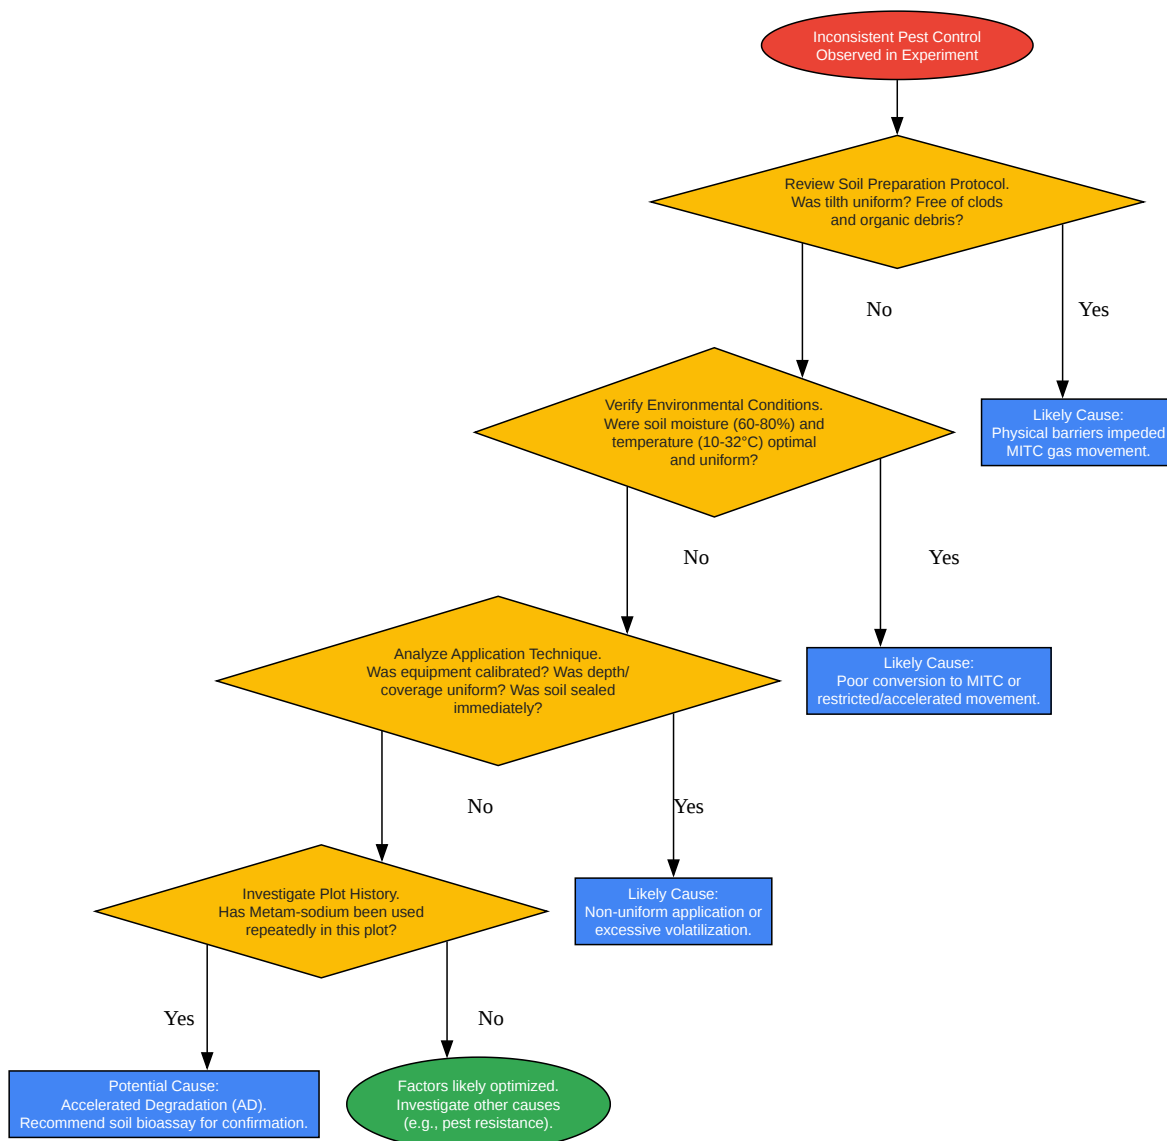 Inconsistent Pest Control
Observed in Experiment
Review Soil Preparation Protocol.
Was tilth uniform? Free of clods
and organic debris?
No
Yes
Verify Environmental Conditions.
Were soil moisture (60-80%) and
temperature (10-32°C) optimal
and uniform?
Likely Cause:
Physical barriers impeded
MITC gas movement.
No
Yes
Analyze Application Technique.
Was equipment calibrated? Was depth/
coverage uniform? Was soil sealed
immediately?
Likely Cause:
Poor conversion to MITC or
restricted/accelerated movement.
No
Yes
Investigate Plot History.
Has Metam-sodium been used
repeatedly in this plot?
Likely Cause:
Non-uniform application or
excessive volatilization.
Yes
No
Potential Cause:
Accelerated Degradation (AD).
Recommend soil bioassay for confirmation.
Factors likely optimized.
Investigate other causes
(e.g., pest resistance).